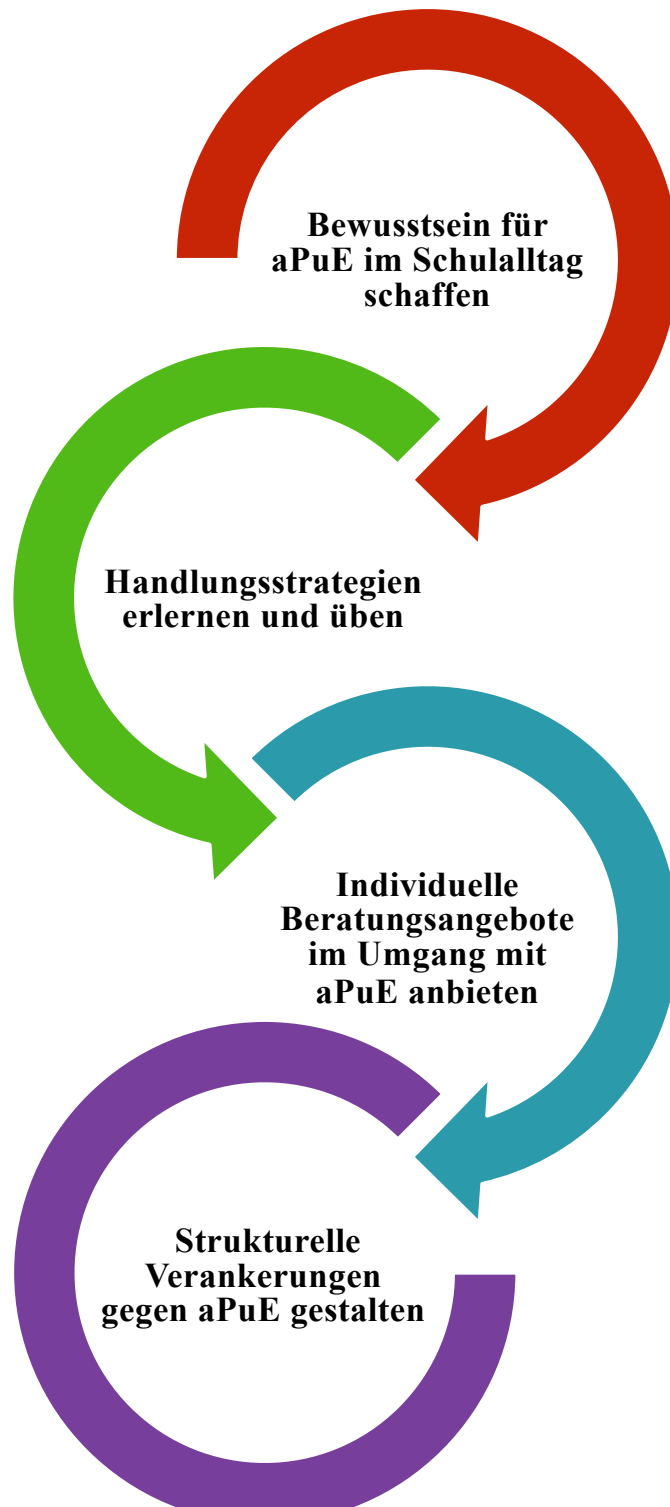 Bewusstsein für
aPuE im Schulalltag
schaffen
Handlungsstrategien
erlernen und üben
Individuelle
Beratungsangebote
im Umgang mit
aPuE anbieten
Strukturelle
Verankerungen
gegen aPuE gestalten